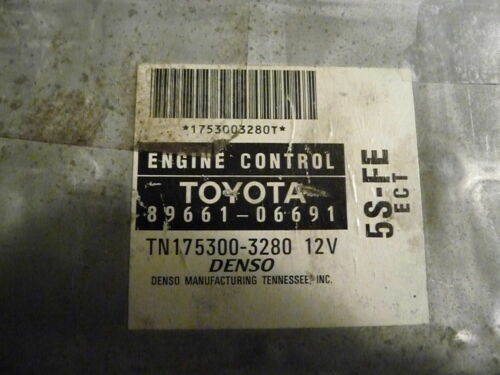 *1753003280T*
ENGINE CONTROL
TOYOTA
89661-06691
TN175300-3280 12V
DENSO
DENSO MANUFACTURING TENNESSEE, INC.
5S-FE
ECT